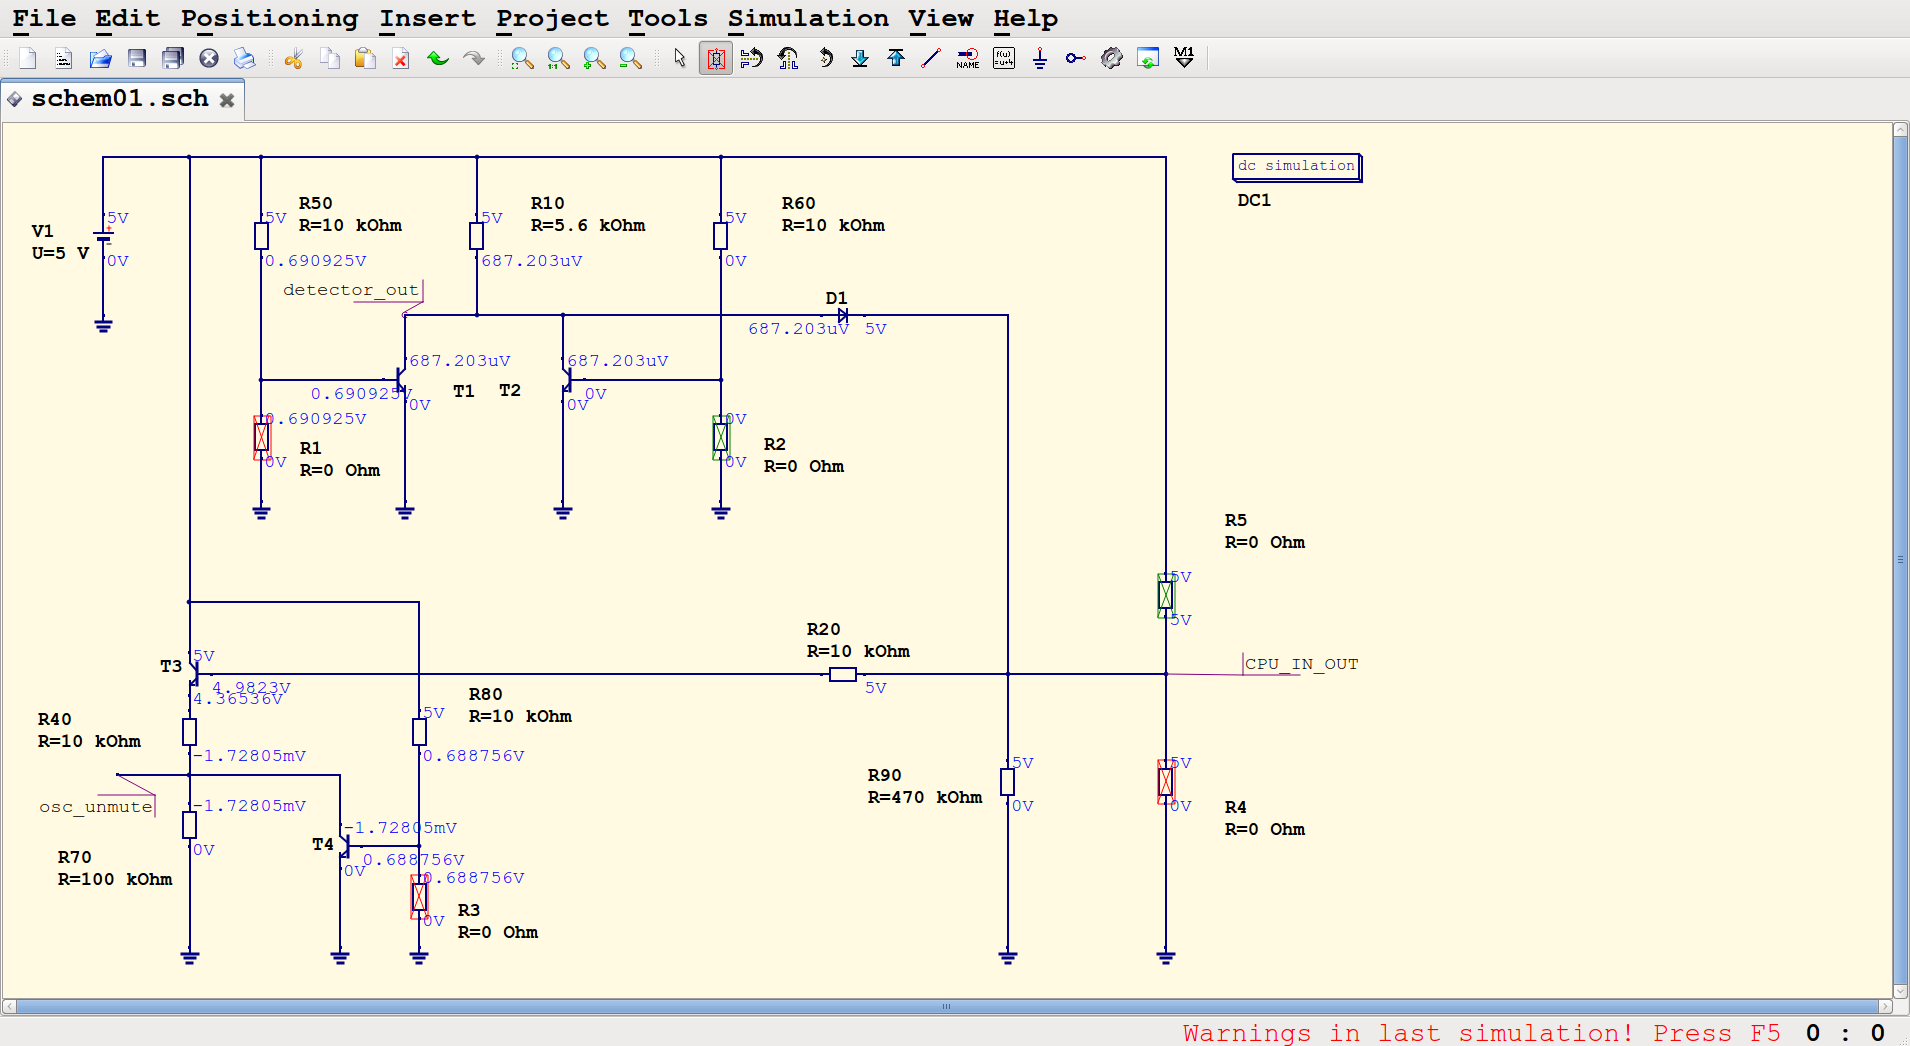 File Edit Positioning Insert Project Tools Simulation View Help
NAME
f(u)
=u+4
M1
schem01.sch
dc simulation
DC1
V1
U=5 V
5V
0V
R50
R=10 kOhm
5V
0.690925V
R10
R=5.6 kOhm
5V
687.203uV
R60
R=10 kOhm
5V
0V
detector_out
D1
687.203uV 5V
687.203uV
687.203uV
0.690925V
0V
T1
T2
0V
0V
0.690925V
0V
R1
R=0 Ohm
0V
0V
R2
R=0 Ohm
R5
R=0 Ohm
5V
5V
R20
R=10 kOhm
5V
CPU_IN_OUT
T3
5V
4.9823V
4.36536V
R40
R=10 kOhm
-1.72805mV
R80
R=10 kOhm
5V
0.688756V
osc_unmute
-1.72805mV
0V
R70
R=100 kOhm
-1.72805mV
T4
0.688756V
0V
0.688756V
0V
R3
R=0 Ohm
R90
R=470 kOhm
5V
0V
5V
0V
R4
R=0 Ohm
Warnings in last simulation! Press F5 0 : 0